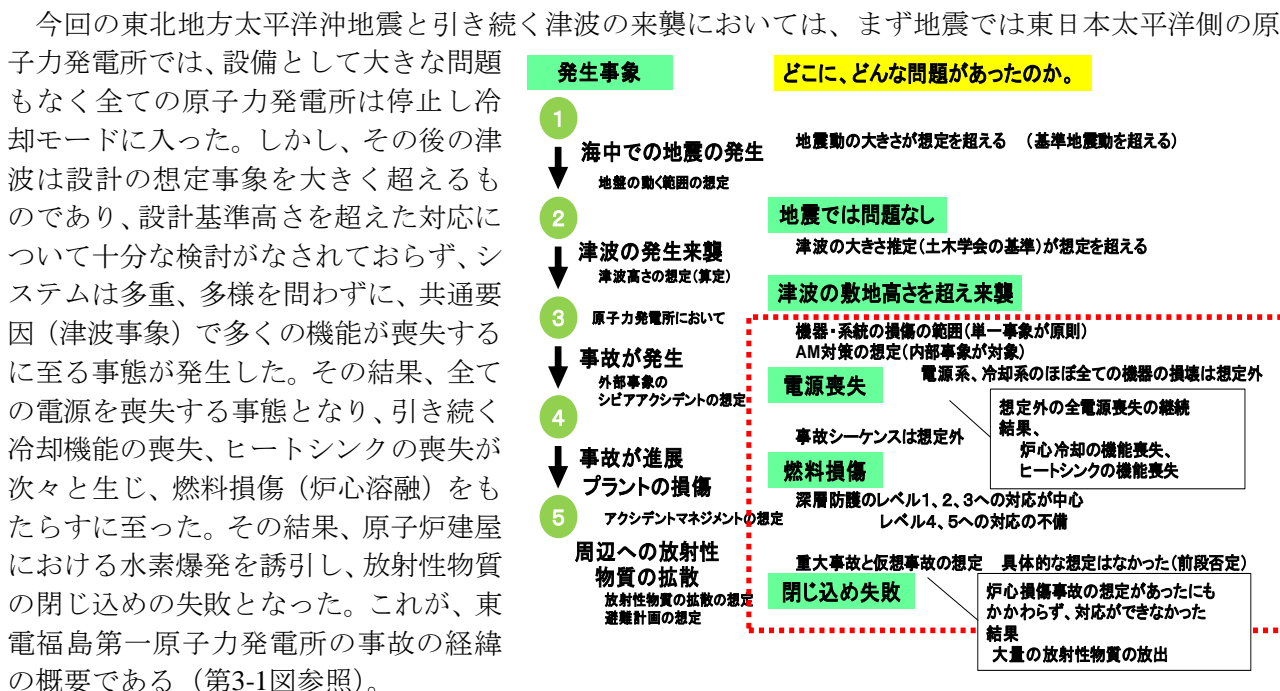 今回の東北地方太平洋沖地震と引き続く津波の来襲においては、まず地震では東日本太平洋側の原
子力発電所では、設備として大きな問題
もなく全ての原子力発電所は停止し冷
却モードに入った。しかし、その後の津
波は設計の想定事象を大きく超えるも
のであり、設計基準高さを超えた対応に
ついて十分な検討がなされておらず、シ
ステムは多重、多様を問わずに、共通要
因（津波事象）で多くの機能が喪失する
に至る事態が発生した。その結果、全て
の電源を喪失する事態となり、引き続く
冷却機能の喪失、ヒートシンクの喪失が
次々と生じ、燃料損傷（炉心溶融）をも
たらすに至った。その結果、原子炉建屋
における水素爆発を誘引し、放射性物質
の閉じ込めの失敗となった。これが、東
電福島第一原子力発電所の事故の経緯
の概要である（第3-1図参照）。
発生事象
どこに、どんな問題があったのか。
1
海中での地震の発生
地盤の動く範囲の想定
地震動の大きさが想定を超える （基準地震動を超える）
2
地震では問題なし
津波の発生来襲
津波高さの想定(算定)
津波の大きさ推定(土木学会の基準)が想定を超える
津波の敷地高さを超え来襲
3
原子力発電所において
機器・系統の損傷の範囲(単一事象が原則)
AM対策の想定(内部事象が対象)
事故が発生
外部事象の
シビアアクシデントの想定
電源系、冷却系のほぼ全ての機器の損壊は想定外
電源喪失
想定外の全電源喪失の継続
結果、
炉心冷却の機能喪失、
ヒートシンクの機能喪失
4
事故シーケンスは想定外
事故が進展
プラントの損傷
燃料損傷
深層防護のレベル1、2、3への対応が中心
レベル4、5への対応の不備
5
アクシデントマネジメントの想定
周辺への放射性
物質の拡散
放射性物質の拡散の想定
避難計画の想定
重大事故と仮想事故の想定 具体的な想定はなかった(前段否定)
閉じ込め失敗
炉心損傷事故の想定があったにも
かかわらず、対応ができなかった
結果
大量の放射性物質の放出